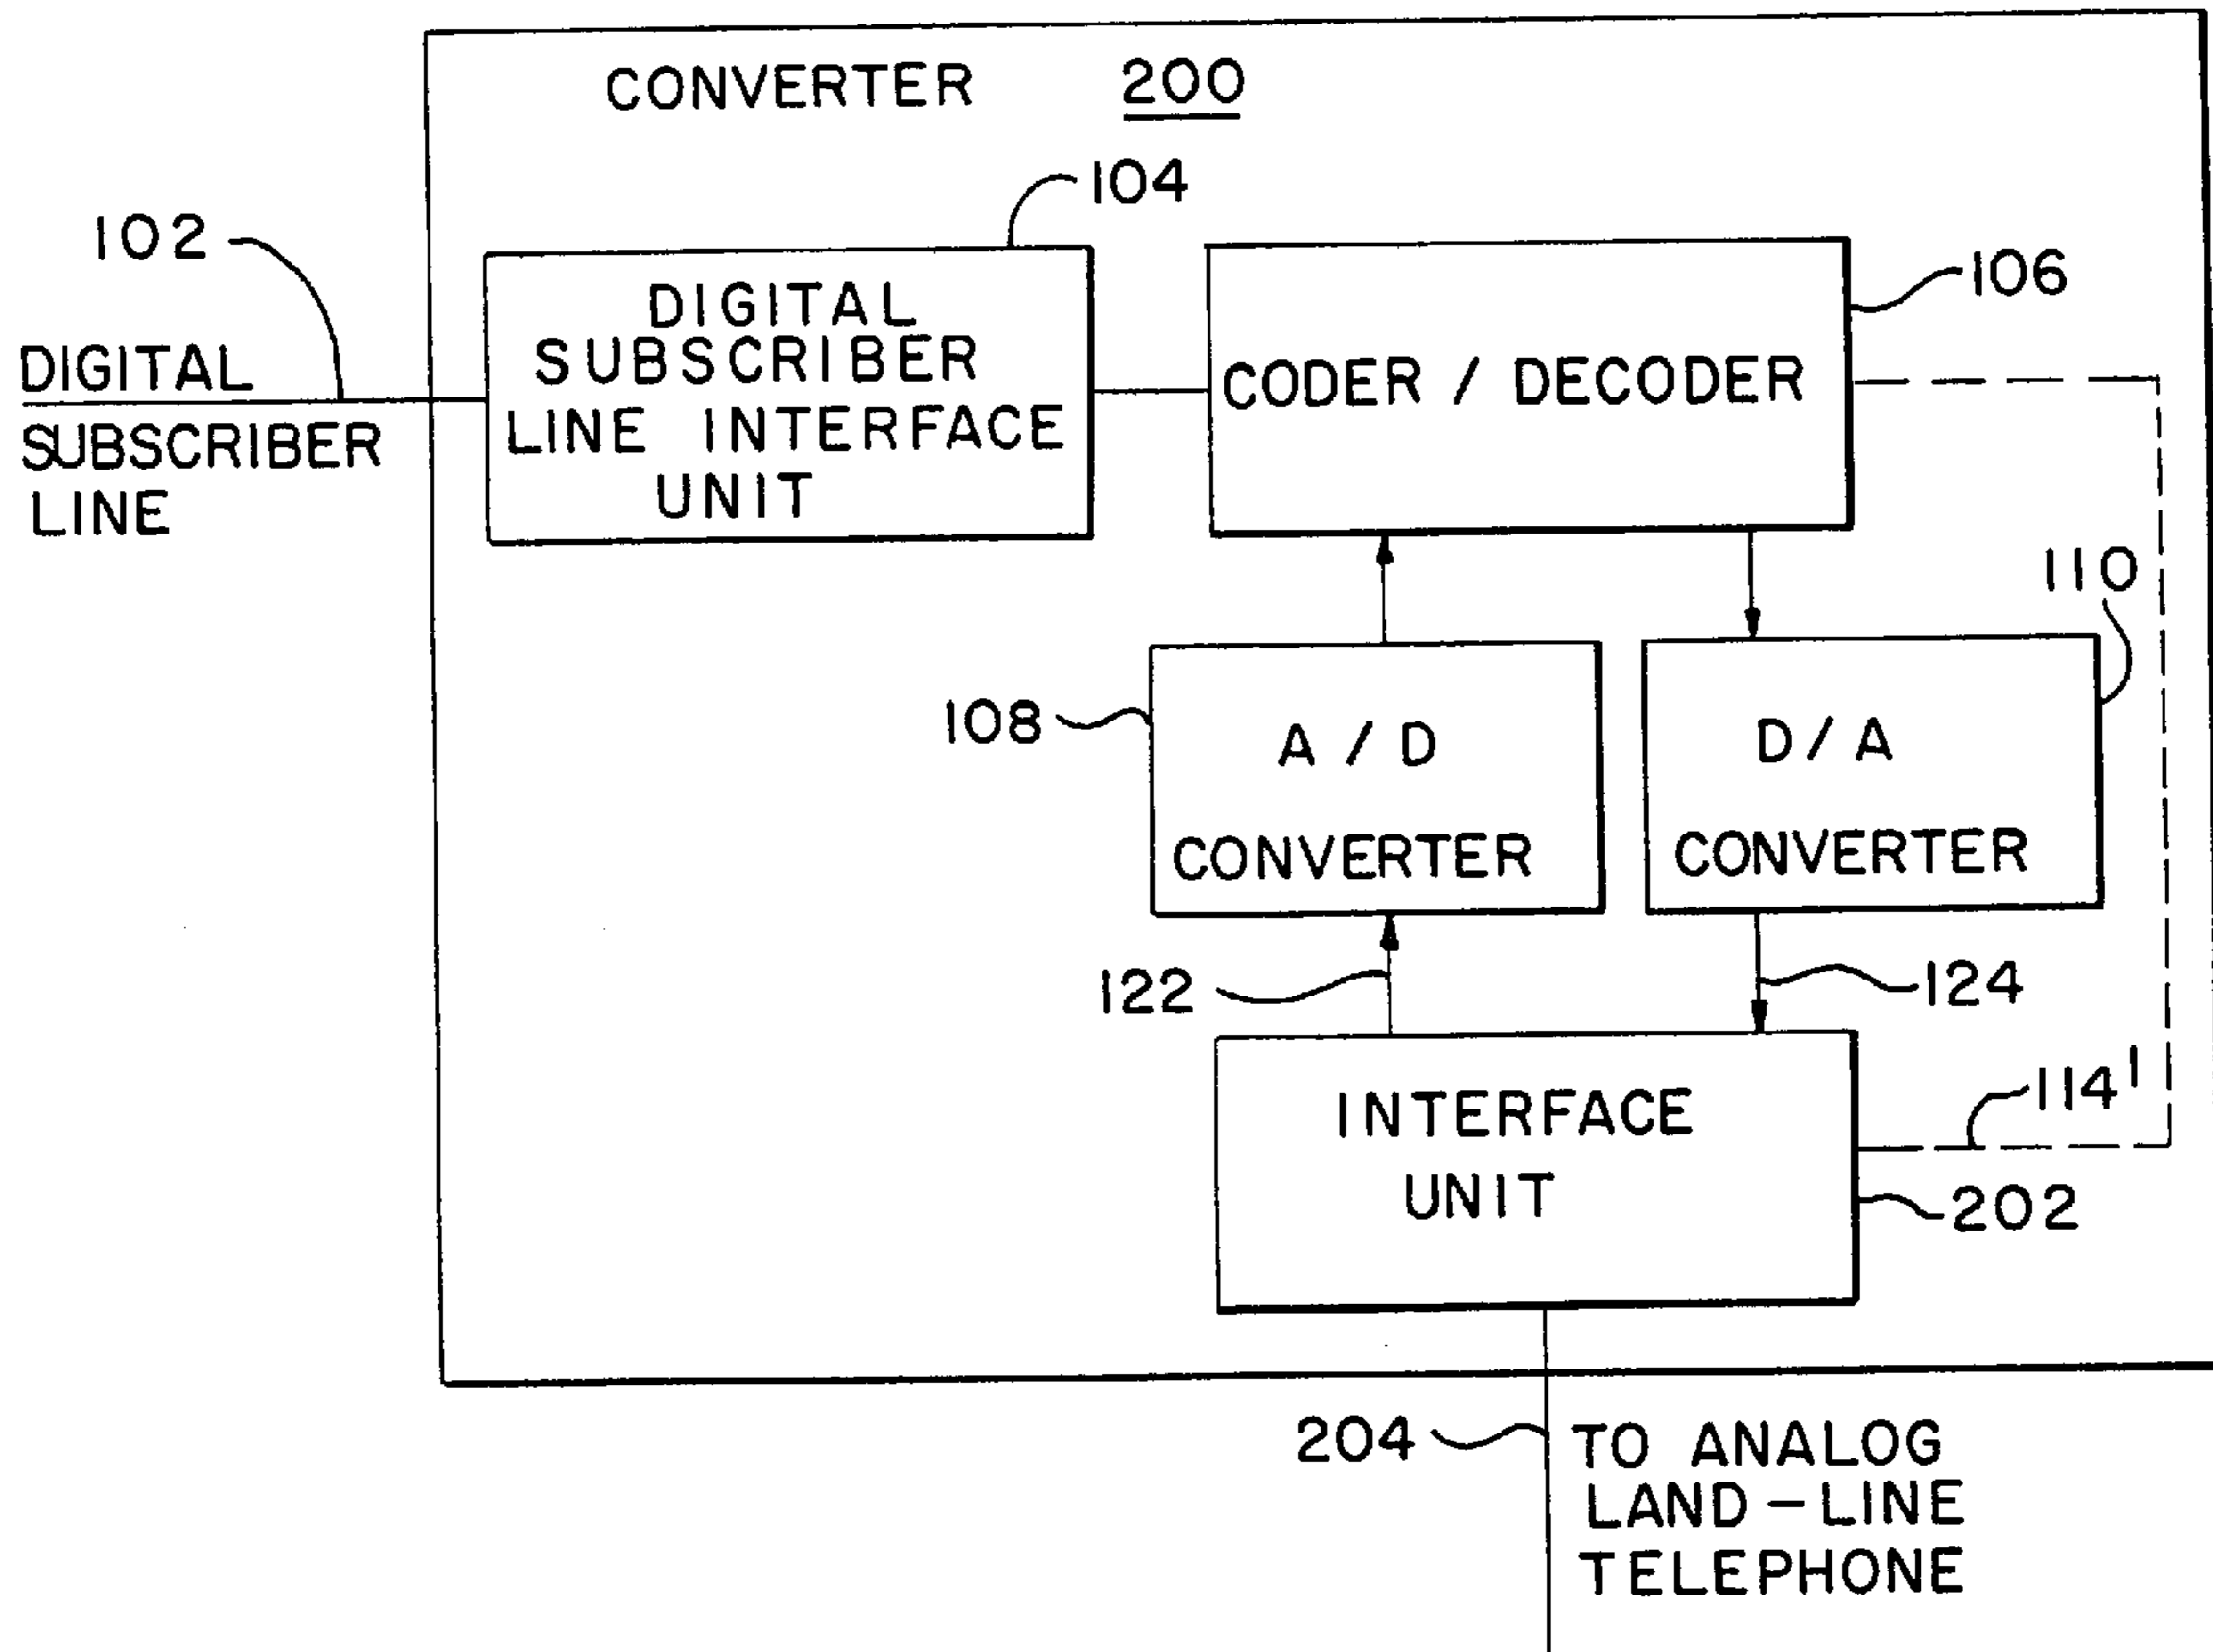 CONVERTER 200
104
102
DIGITAL
SUBSCRIBER
LINE
DIGITAL
SUBSCRIBER
LINE INTERFACE
UNIT
CODER / DECODER
106
110
108
A / D
CONVERTER
D/A
CONVERTER
122
124
INTERFACE
UNIT
114'
202
204
TO ANALOG
LAND-LINE
TELEPHONE